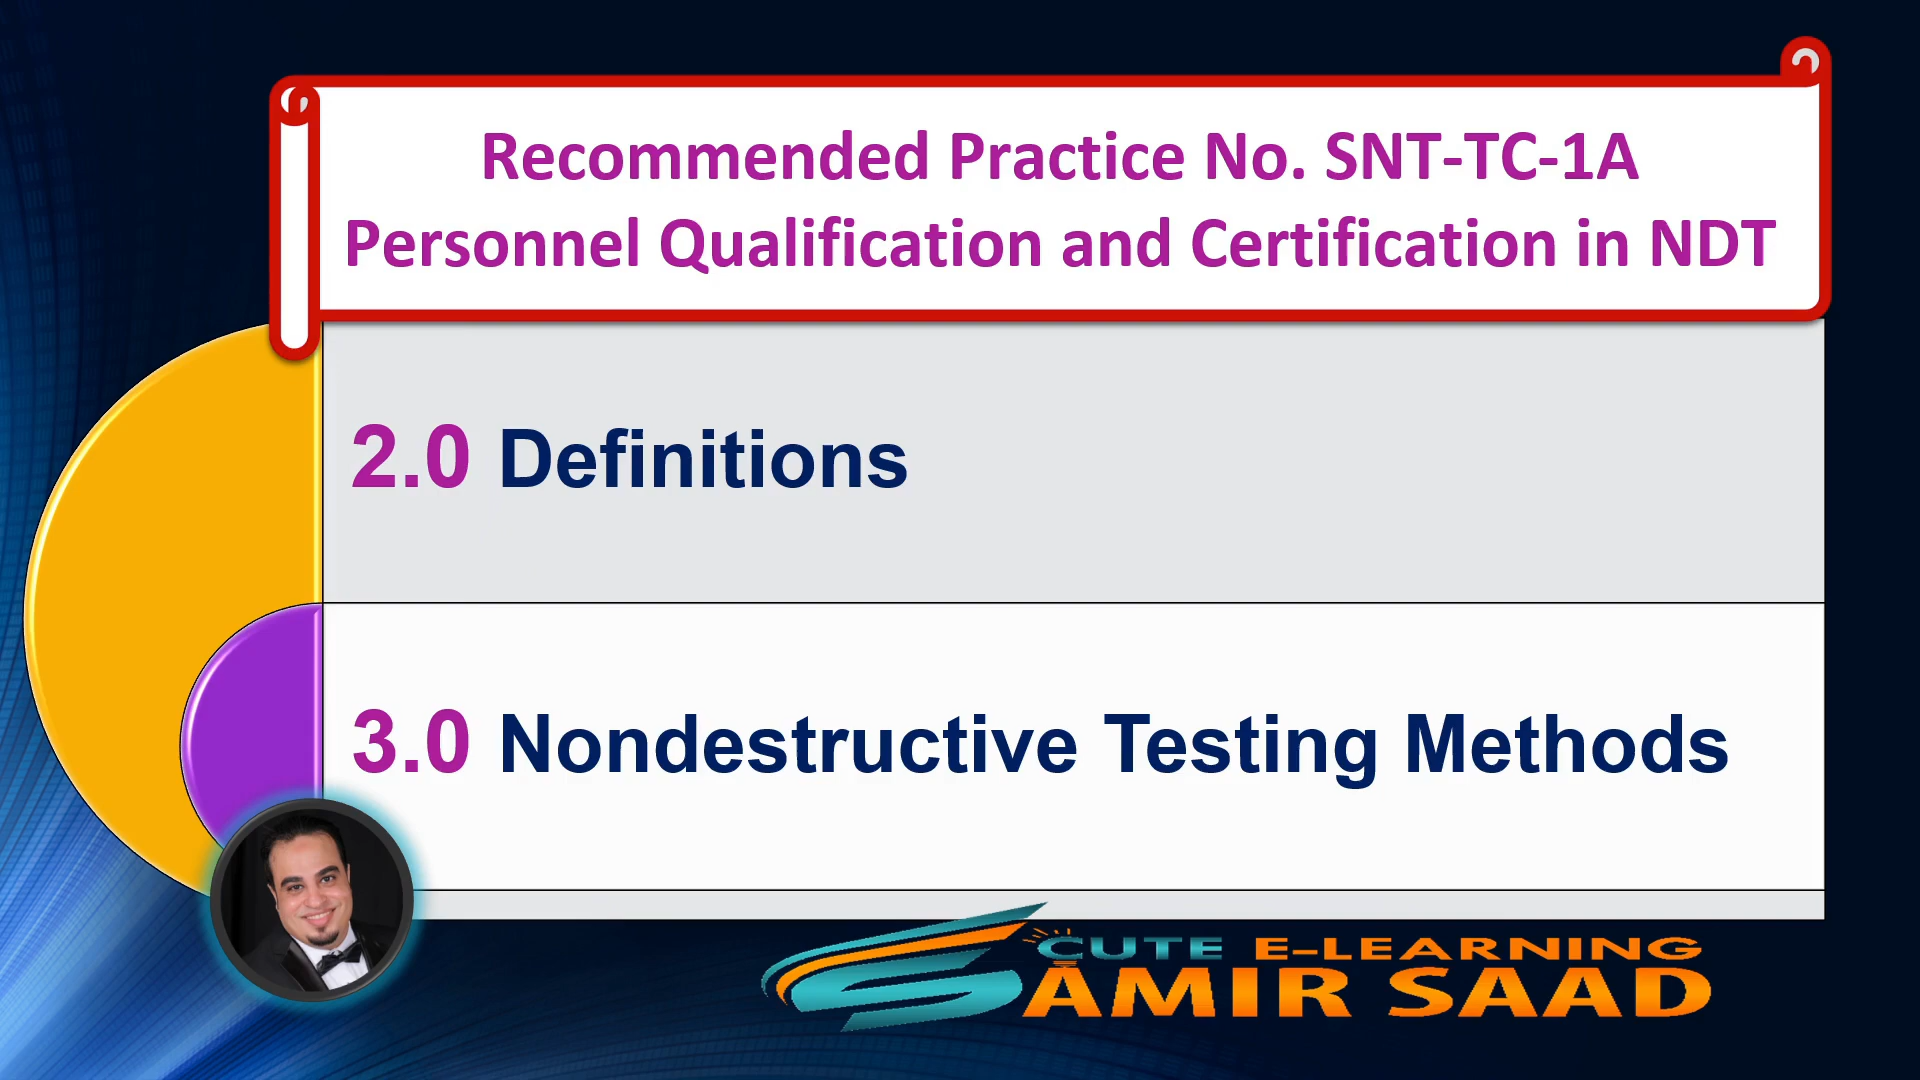 Recommended Practice No. SNT-TC-1A
Personnel Qualification and Certification in NDT
2.0 Definitions
3.0 Nondestructive Testing Methods
CUTE E-LEARNING
SAMIR SAAD